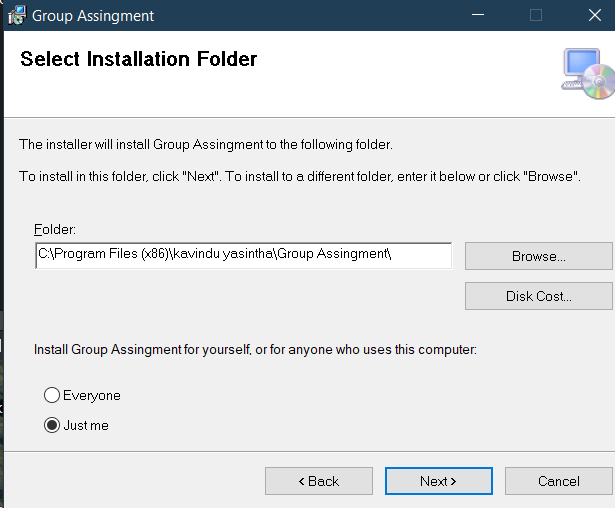 Group Assingment
Select Installation Folder
The installer will install Group Assingment to the following folder.
To install in this folder, click "Next". To install to a different folder, enter it below or click "Browse".
Folder:
C:\Program Files (x86)\kavindu yasintha\Group Assingment\
Browse...
Disk Cost...
Install Group Assingment for yourself, or for anyone who uses this computer:
Everyone
Just me
< Back
Next >
Cancel